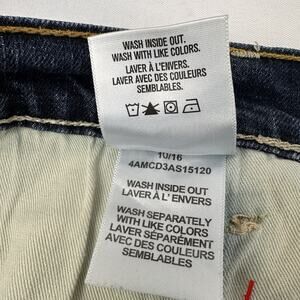 WASH INSIDE OUT.
WASH WITH LIKE COLORS.
LAVER À L'ENVERS.
LAVER AVEC DES COULEURS
SEMBLABLES.
10/16
4AMCD3AS15120
WASH INSIDE OUT
LAVER À L' ENVERS
WASH SEPARATELY
WITH LIKE COLORS
LAVER SÉPARÉMENT
AVEC DES COULEURS
SIMILAIRES